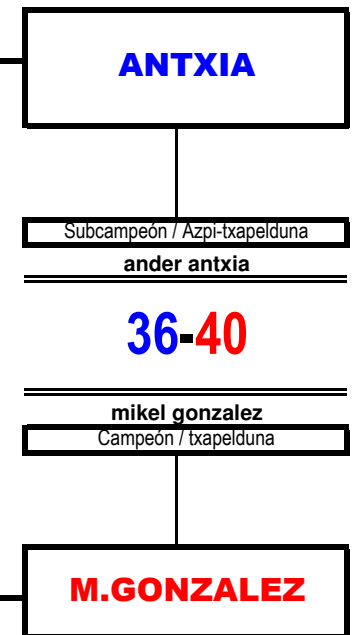 ANTXIA
Subcampeón / Azpi-txapelduna
ander antxia
36-40
mikel gonzalez
Campeón / txapelduna
M.GONZALEZ